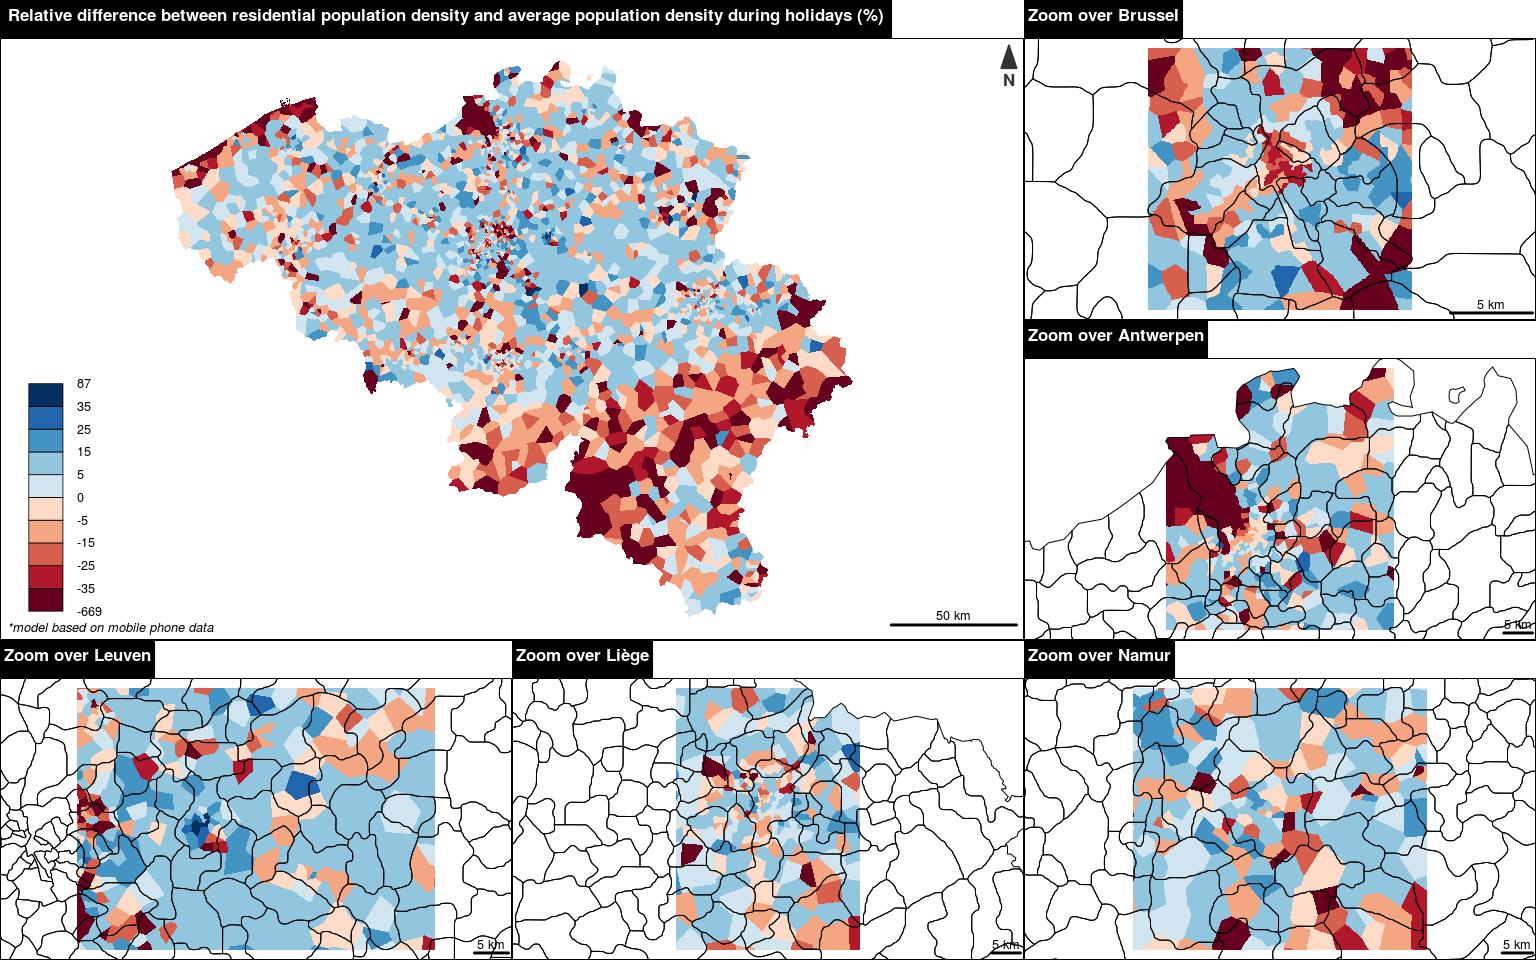 Relative difference between residential population density and average population density during holidays (%)
N
87
35
25
15
5
0
-5
-15
-25
-35
-669
*model based on mobile phone data
50 km
Zoom over Brussel
5 km
Zoom over Antwerpen
5 km
Zoom over Leuven
5 km
Zoom over Liège
5 km
Zoom over Namur
5 km